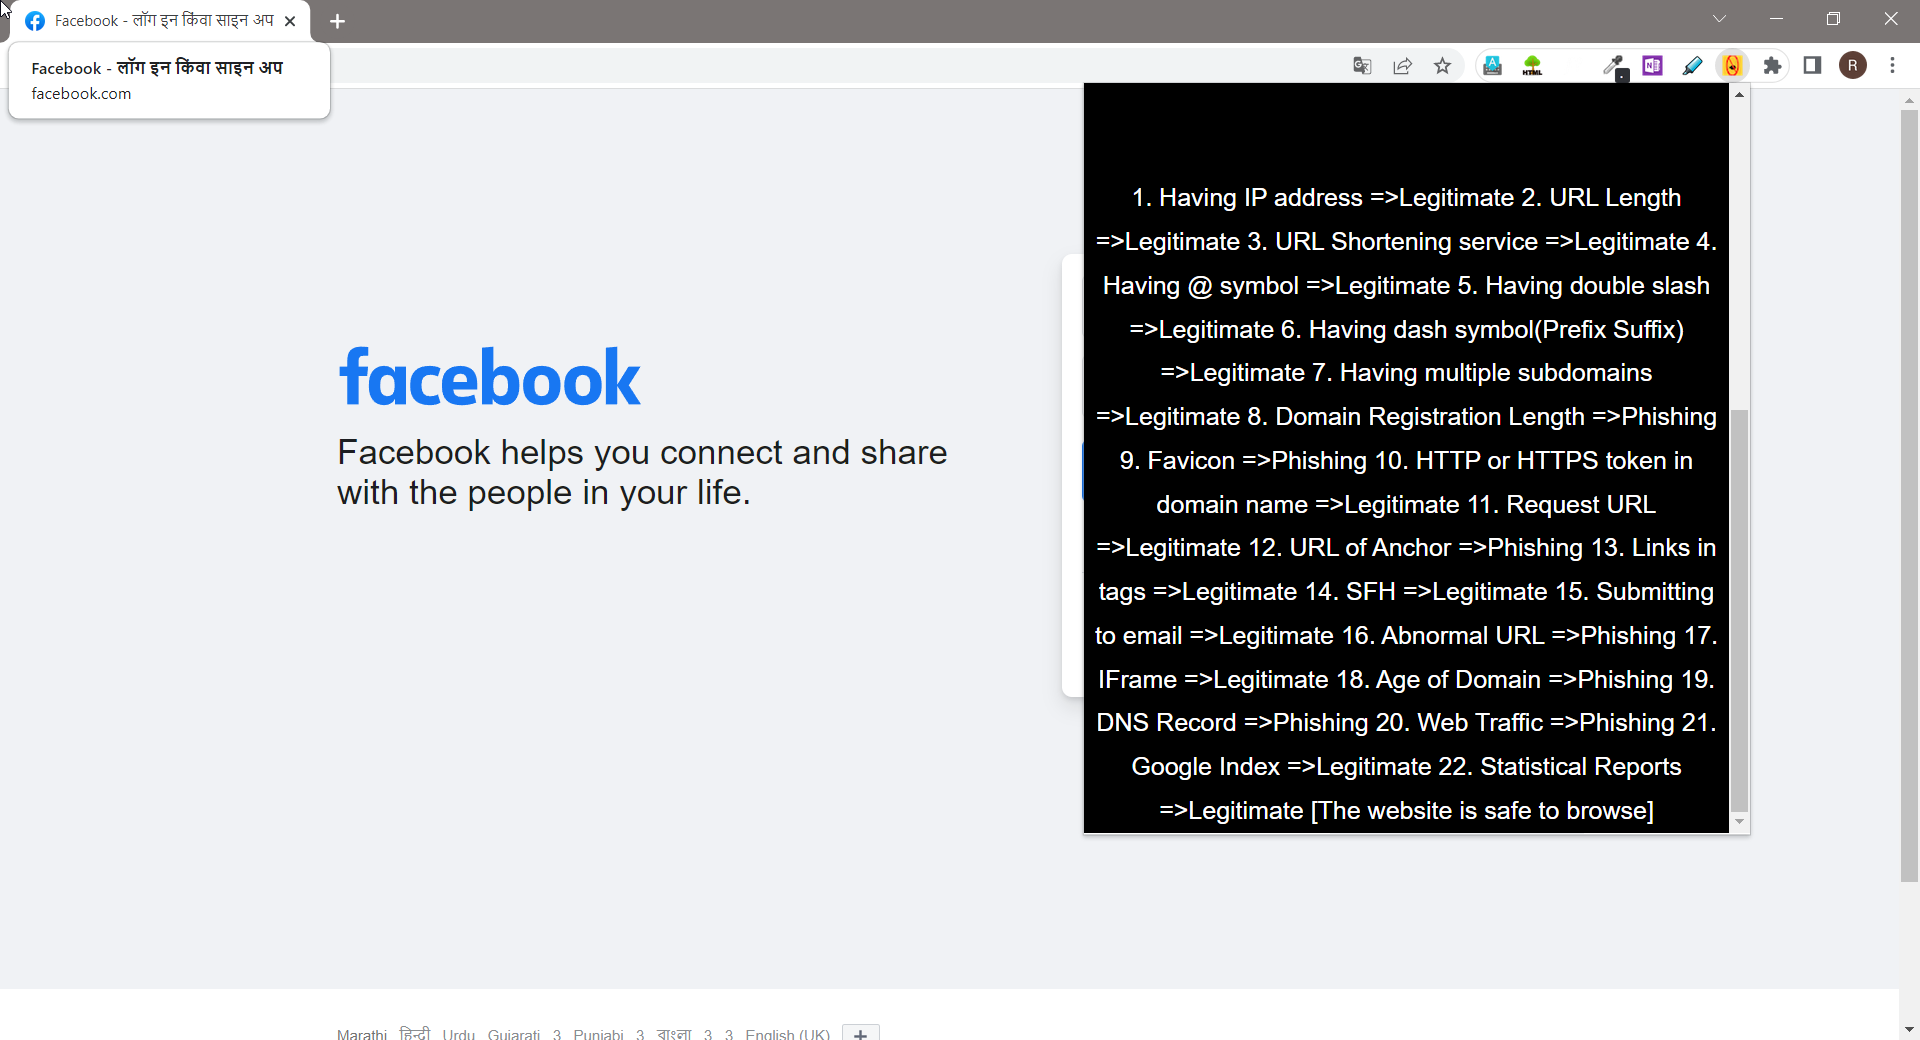 Facebook - लॉग इन किंवा साइन अप
Facebook - लॉग इन किंवा साइन अप
facebook.com
HTML
N
R
facebook
Facebook helps you connect and share
with the people in your life.
1. Having IP address =>Legitimate 2. URL Length
=>Legitimate 3. URL Shortening service =>Legitimate 4.
Having @ symbol =>Legitimate 5. Having double slash
=>Legitimate 6. Having dash symbol(Prefix Suffix)
=>Legitimate 7. Having multiple subdomains
=>Legitimate 8. Domain Registration Length =>Phishing
9. Favicon =>Phishing 10. HTTP or HTTPS token in
domain name =>Legitimate 11. Request URL
=>Legitimate 12. URL of Anchor =>Phishing 13. Links in
tags =>Legitimate 14. SFH =>Legitimate 15. Submitting
to email =>Legitimate 16. Abnormal URL =>Phishing 17.
IFrame =>Legitimate 18. Age of Domain =>Phishing 19.
DNS Record =>Phishing 20. Web Traffic =>Phishing 21.
Google Index =>Legitimate 22. Statistical Reports
=>Legitimate [The website is safe to browse]
Marathi हिन्दी Urdu Gujarati 3 Punjabi 3 বাংলা 3 3 English (UK) +